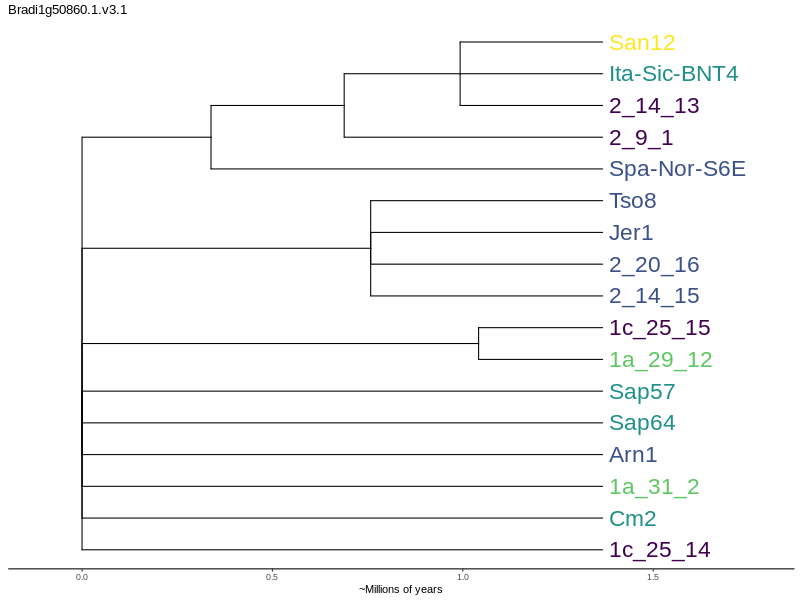 Bradi1g50860.1.v3.1
San12
Ita-Sic-BNT4
2_14_13
2_9_1
Spa-Nor-S6E
Tso8
Jer1
2_20_16
2_14_15
1c_25_15
1a_29_12
Sap57
Sap64
Arn1
1a_31_2
Cm2
1c_25_14
0.0 0.5 1.0 1.5
~Millions of years